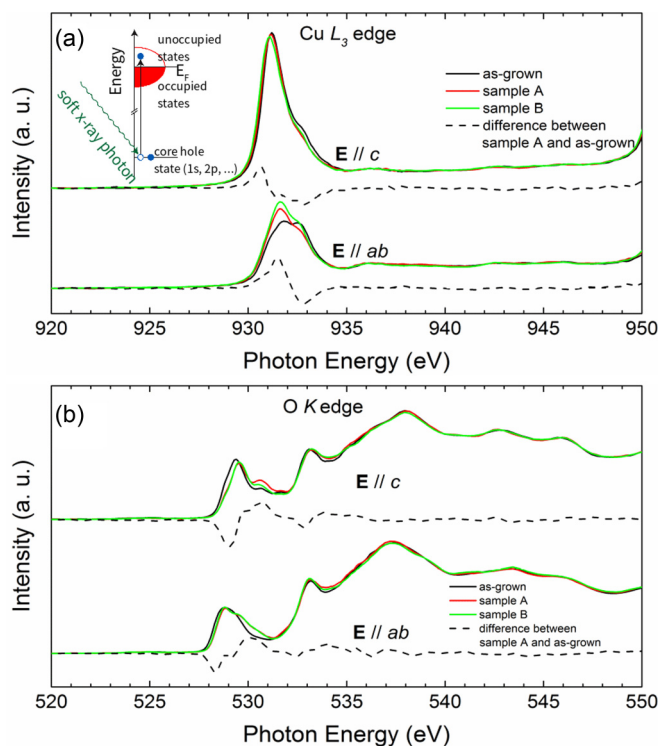 (a)
Cu L3 edge
Energy
unoccupied
states
EF
occupied
states
soft x-ray photon
core hole
state (1s, 2p, ...)
as-grown
sample A
sample B
difference between
sample A and as-grown
E // c
E // ab
Intensity (a. u.)
920 925 930 935 940 945 950
Photon Energy (eV)
(b)
O K edge
E // c
E // ab
as-grown
sample A
sample B
difference between
sample A and as-grown
Intensity (a. u.)
520 525 530 535 540 545 550
Photon Energy (eV)